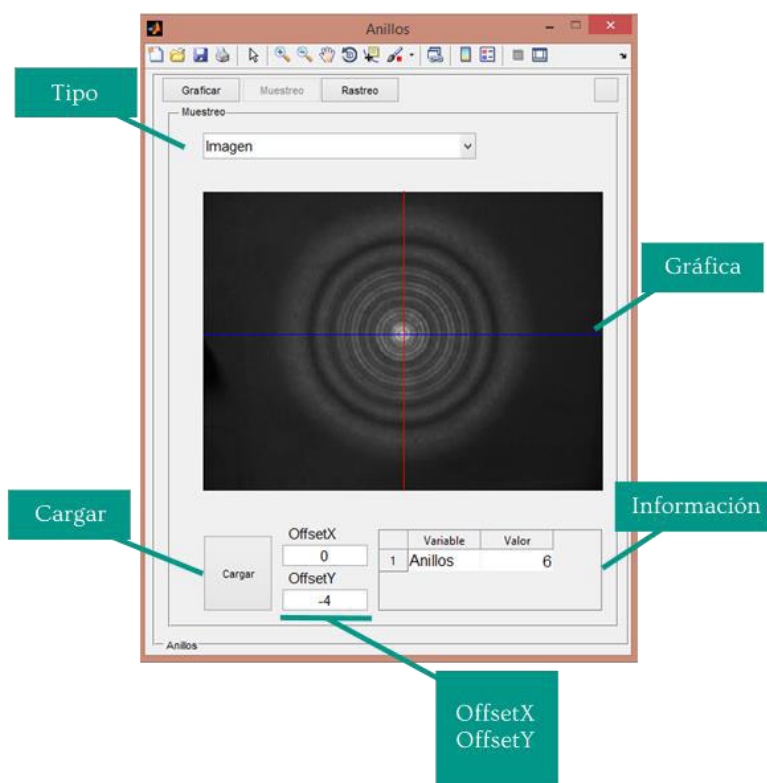 Anillos
Tipo
Graficar
Muestreo
Rastreo
Muestreo
Imagen
Gráfica
Cargar
Información
Cargar
OffsetX
0
OffsetY
-4
Variable Valor
1 Anillos 6
Anillos
OffsetX
OffsetY